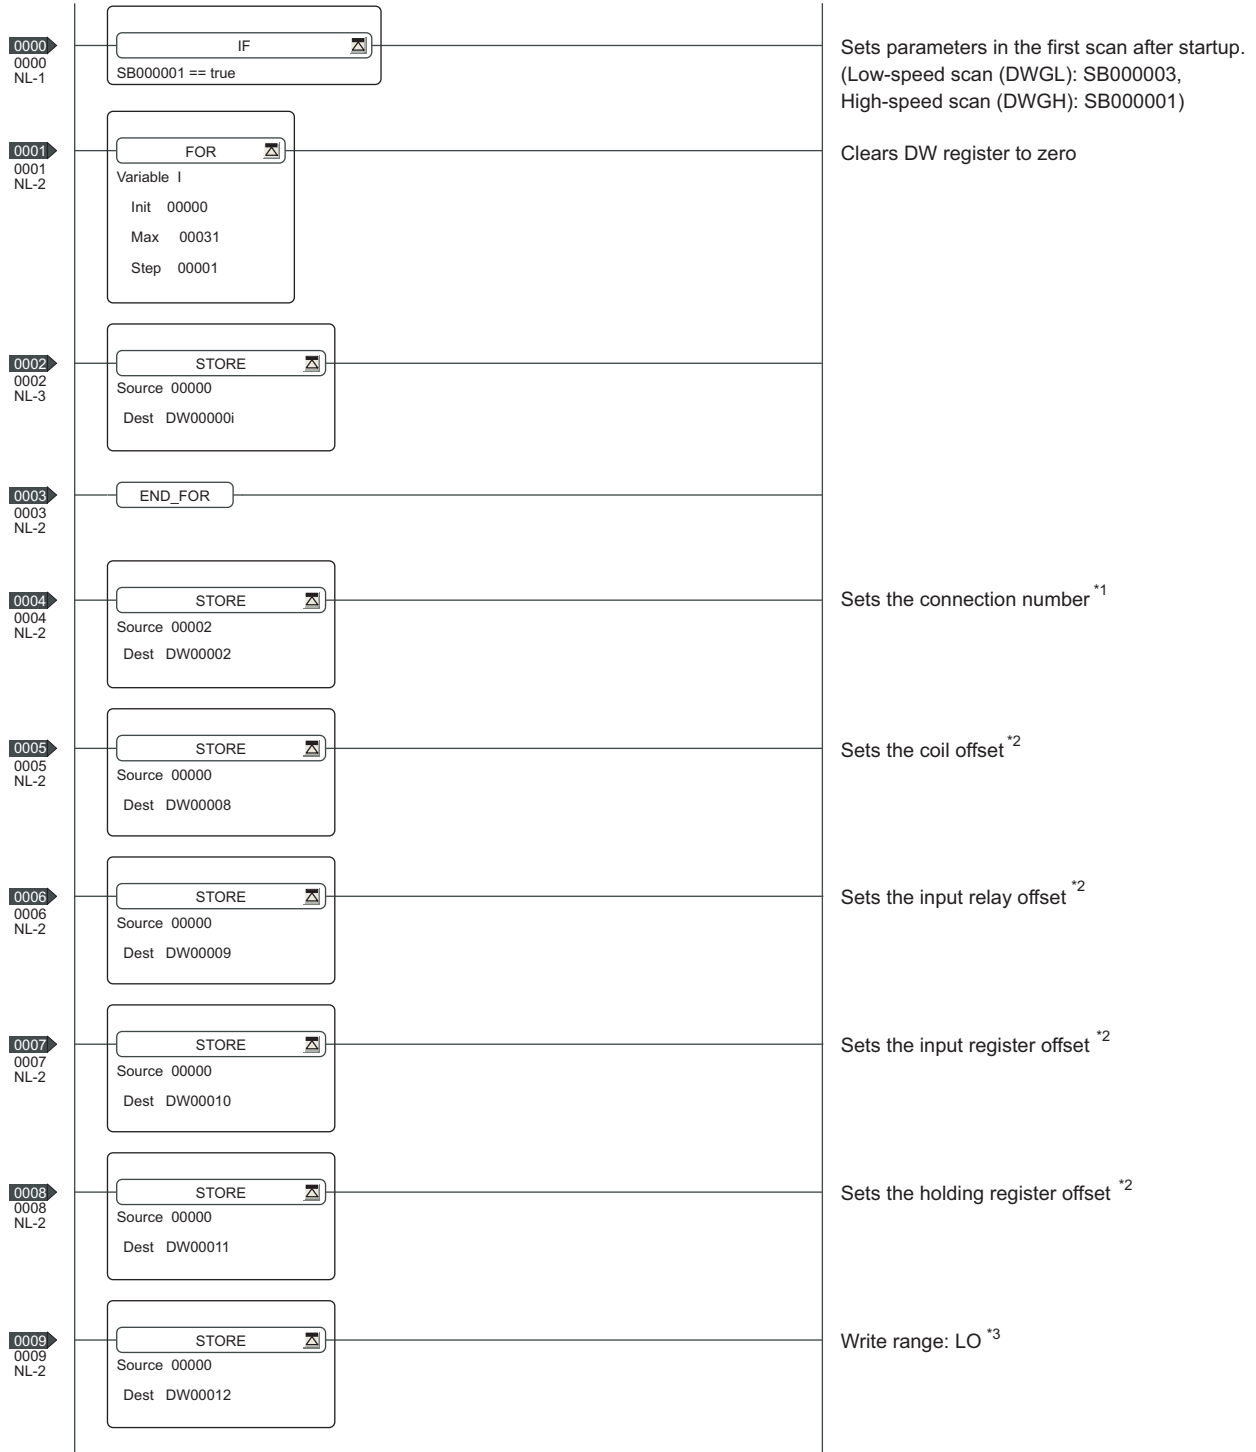 0000
0000
NL-1
IF
SB000001 == true
Sets parameters in the first scan after startup.
(Low-speed scan (DWGL): SB000003,
High-speed scan (DWGH): SB000001)
0001
0001
NL-2
FOR
Variable I
Init 00000
Max 00031
Step 00001
Clears DW register to zero
0002
0002
NL-3
STORE
Source 00000
Dest DW00000i
0003
0003
NL-2
END_FOR
0004
0004
NL-2
STORE
Source 00002
Dest DW00002
Sets the connection number *1
0005
0005
NL-2
STORE
Source 00000
Dest DW00008
Sets the coil offset *2
0006
0006
NL-2
STORE
Source 00000
Dest DW00009
Sets the input relay offset *2
0007
0007
NL-2
STORE
Source 00000
Dest DW00010
Sets the input register offset *2
0008
0008
NL-2
STORE
Source 00000
Dest DW00011
Sets the holding register offset *2
0009
0009
NL-2
STORE
Source 00000
Dest DW00012
Write range: LO *3